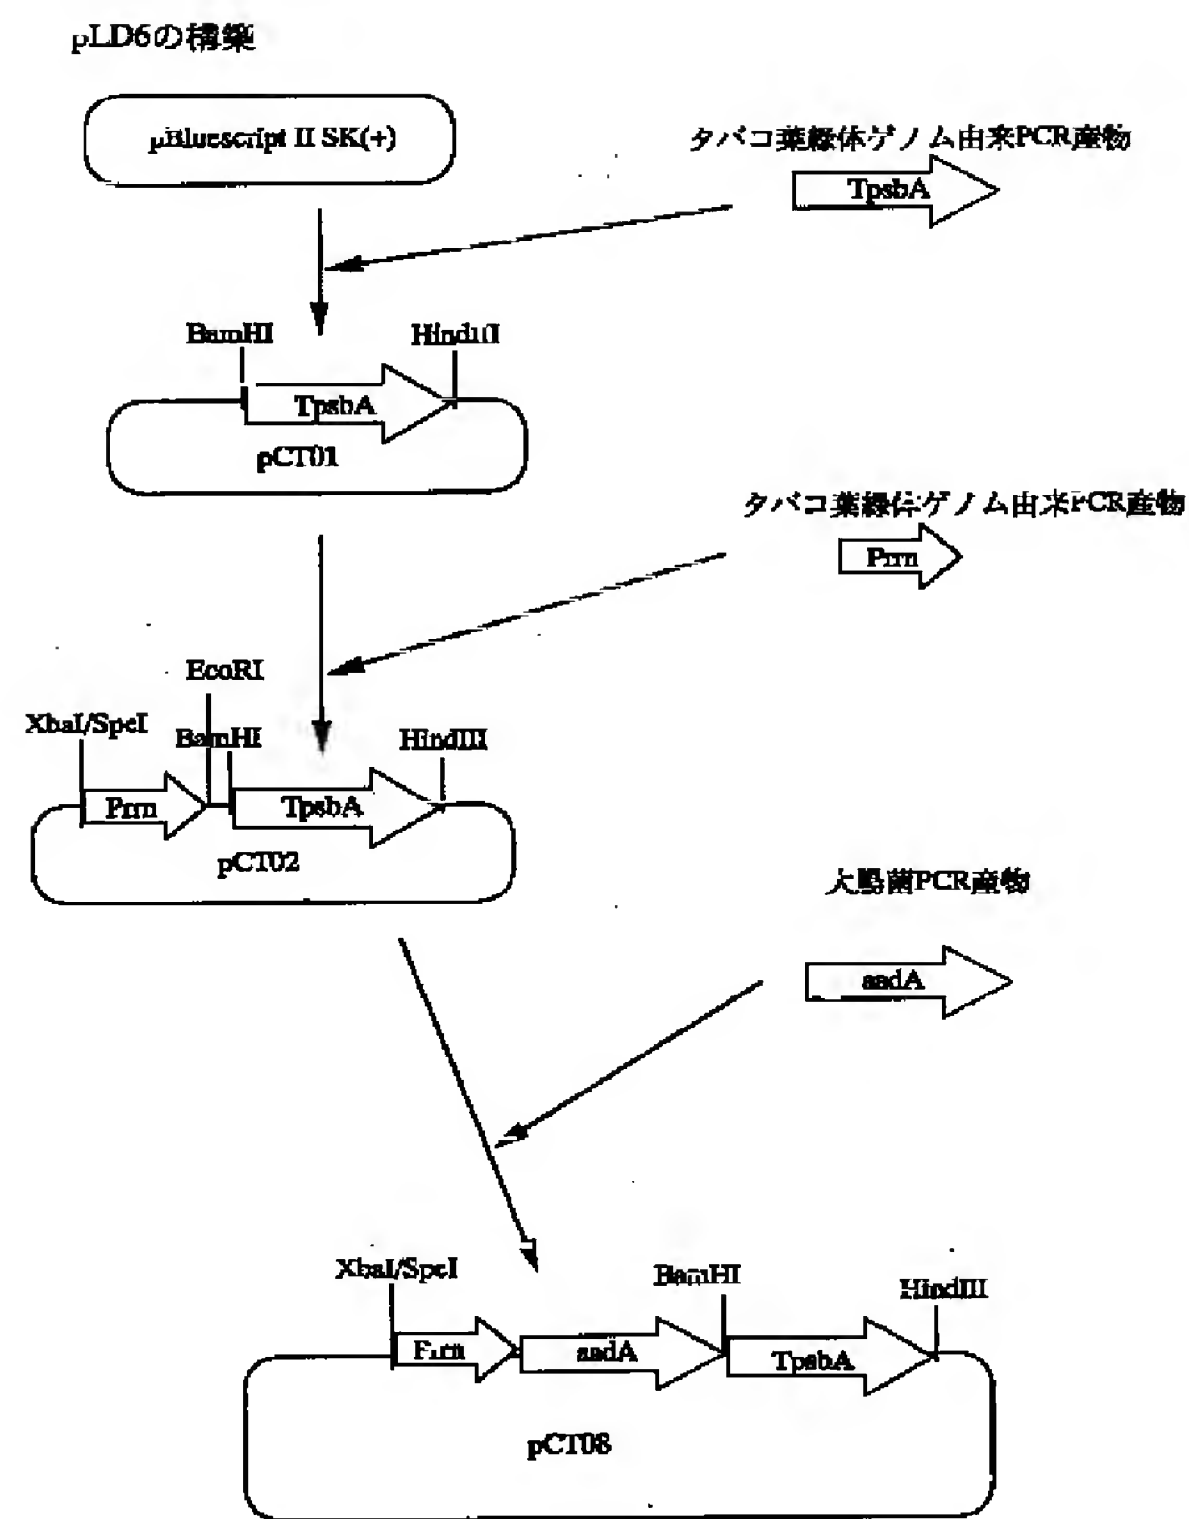 pLD6の構築
pBluescript II SK(+)
タバコ葉緑体ゲノム由来PCR産物
TpsbA
BamHI
HindIII
TpsbA
pCT01
タバコ葉緑体ゲノム由来PCR産物
Prrn
EcoRI
XbaI/SpeI
BamHI
HindIII
Prrn
TpsbA
pCT02
大腸菌PCR産物
aadA
XbaI/SpeI
BamHI
HindIII
Prrn
aadA
TpsbA
pCT08